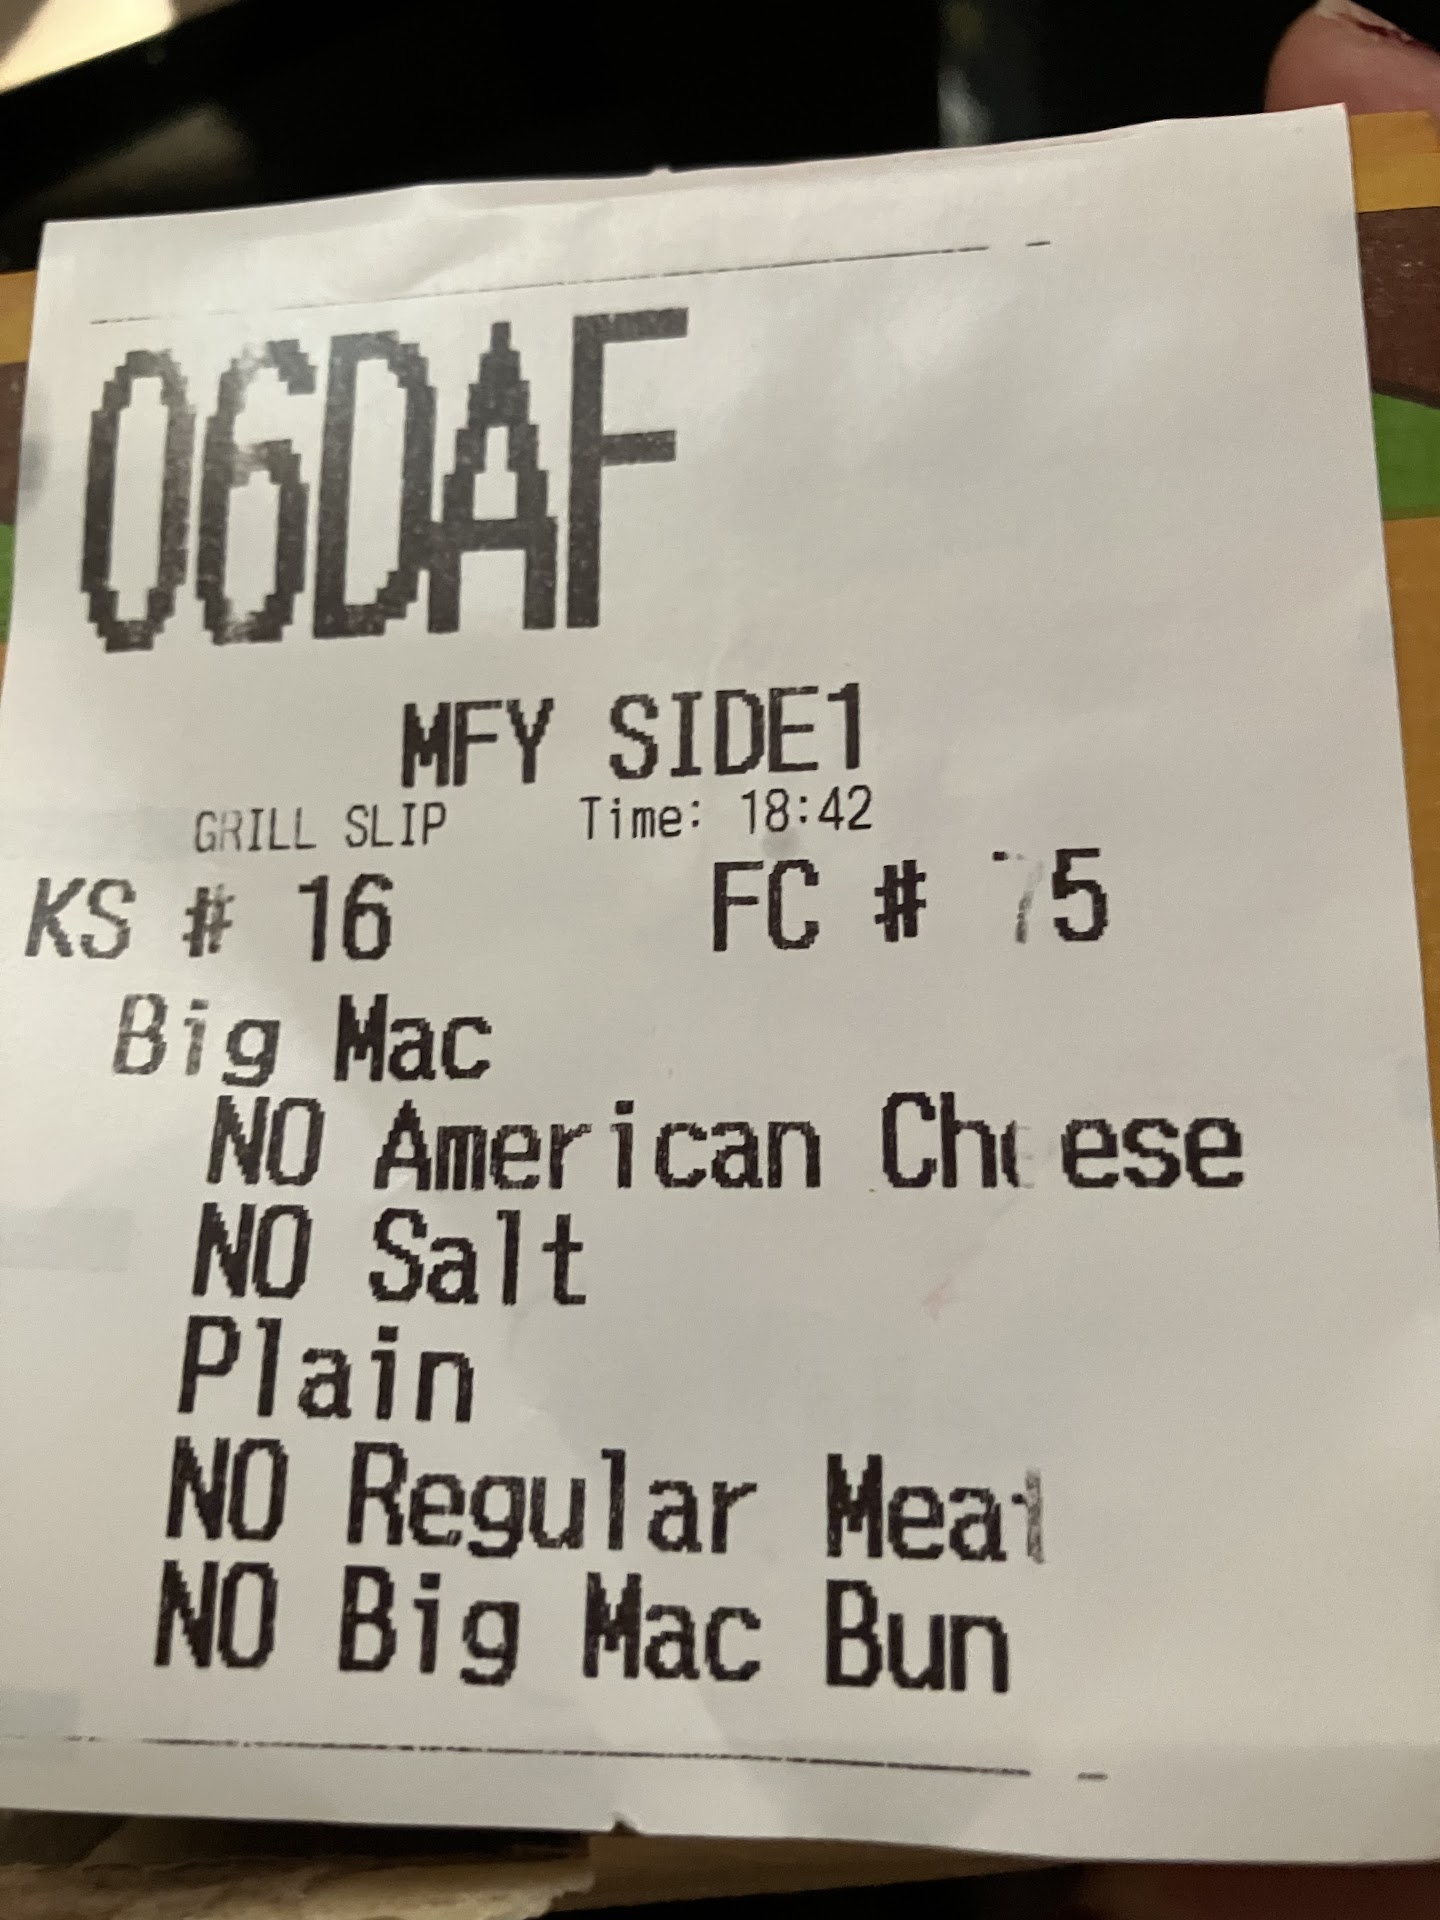 06DAF
MFY SIDE1
GRILL SLIP Time: 18:42
KS # 16 FC # 75
Big Mac
NO American Cheese
NO Salt
Plain
NO Regular Meat
NO Big Mac Bun